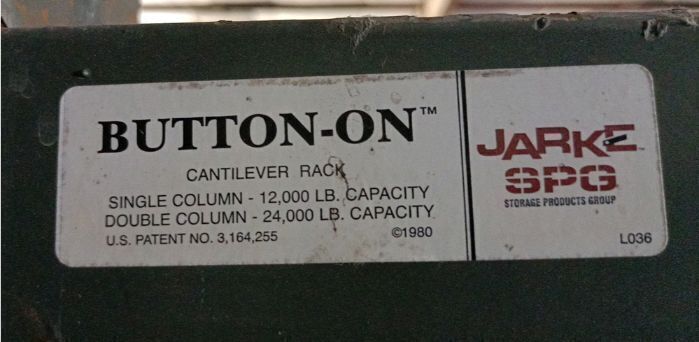 BUTTON-ON™
CANTILEVER RACK
SINGLE COLUMN - 12,000 LB. CAPACITY
DOUBLE COLUMN - 24,000 LB. CAPACITY
U.S. PATENT NO. 3,164,255 ©1980
JARKE
SPG
STORAGE PRODUCTS GROUP
L036